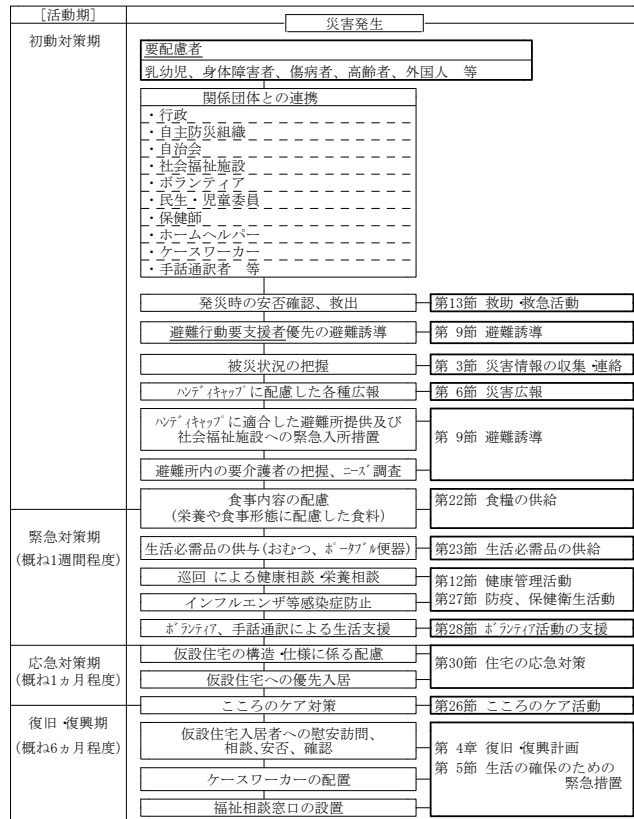 [活動期]
災害発生
初動対策期
要配慮者
乳幼児、身体障害者、傷病者、高齢者、外国人 等
関係団体との連携
・行政
・自主防災組織
・自治会
・社会福祉施設
・ボランティア
・民生・児童委員
・保健師
・ホームヘルパー
・ケースワーカー
・手話通訳者 等
発災時の安否確認、救出
第13節 救助・救急活動
避難行動要支援者優先の避難誘導
第 9節 避難誘導
被災状況の把握
第 3節 災害情報の収集・連絡
ﾊﾝﾃﾞｨｷｬｯﾌﾟに配慮した各種広報
第 6節 災害広報
ﾊﾝﾃﾞｨｷｬｯﾌﾟに適合した避難所提供及び
社会福祉施設への緊急入所措置
第 9節 避難誘導
避難所内の要介護者の把握、ﾆｰｽﾞ調査
食事内容の配慮
(栄養や食事形態に配慮した食料)
第22節 食糧の供給
緊急対策期
(概ね1週間程度)
生活必需品の供与(おむつ、ﾎﾟｰﾀﾌﾞﾙ便器)
第23節 生活必需品の供給
巡回 による健康相談・栄養相談
第12節 健康管理活動
インフルエンザ等感染症防止
第27節 防疫、保健衛生活動
ﾎﾞﾗﾝﾃｨｱ、手話通訳による生活支援
第28節 ﾎﾞﾗﾝﾃｨｱ活動の支援
応急対策期
(概ね1ヵ月程度)
仮設住宅の構造・仕様に係る配慮
第30節 住宅の応急対策
仮設住宅への優先入居
こころのケア対策
第26節 こころのケア活動
復旧・復興期
(概ね6ヵ月程度)
仮設住宅入居者への慰安訪問、
相談、安否、確認
第 4章 復旧・復興計画
第 5節 生活の確保のための
緊急措置
ケースワーカーの配置
福祉相談窓口の設置